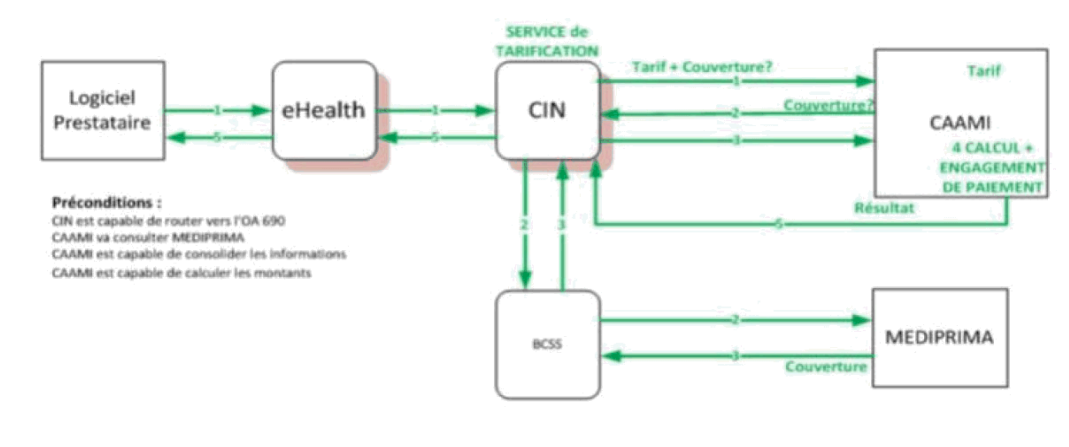 SERVICE de
TARIFICATION
Logiciel
Prestataire
1
5
eHealth
1
5
CIN
Tarif + Couverture?
1
Couverture?
2
3
Tarif
CAAMI
4 CALCUL +
ENGAGEMENT
DE PAIEMENT
Résultat
5
Préconditions :
CIN est capable de router vers l'OA 690
CAAMI va consulter MEDIPRIMA
CAAMI est capable de consolider les informations
CAAMI est capable de calculer les montants
2
3
BCSS
2
3
Couverture
MEDIPRIMA